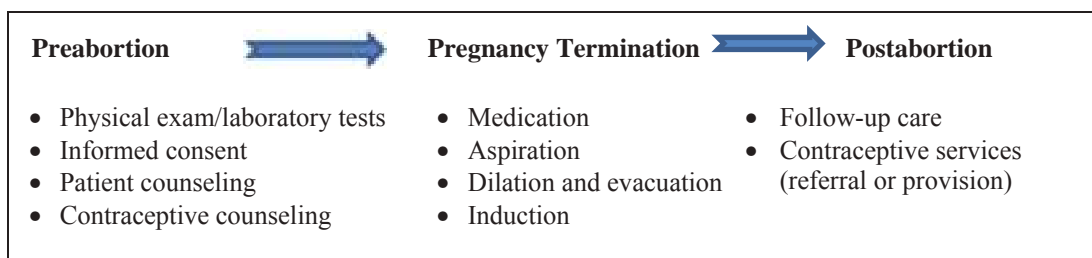 Preabortion
Pregnancy Termination
Postabortion
• Physical exam/laboratory tests
• Informed consent
• Patient counseling
• Contraceptive counseling
• Medication
• Aspiration
• Dilation and evacuation
• Induction
• Follow-up care
• Contraceptive services
(referral or provision)